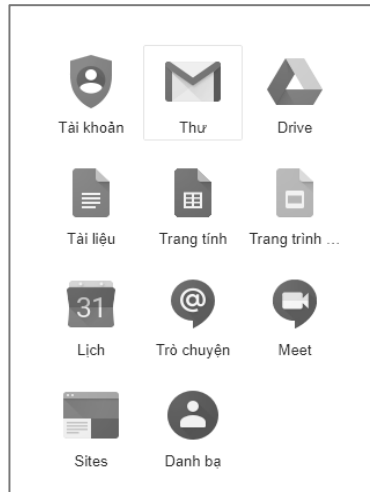 Tài khoản Thư Drive
Tài liệu Trang tính Trang trình ...
31
Lịch Trò chuyện Meet
Sites Danh bạ